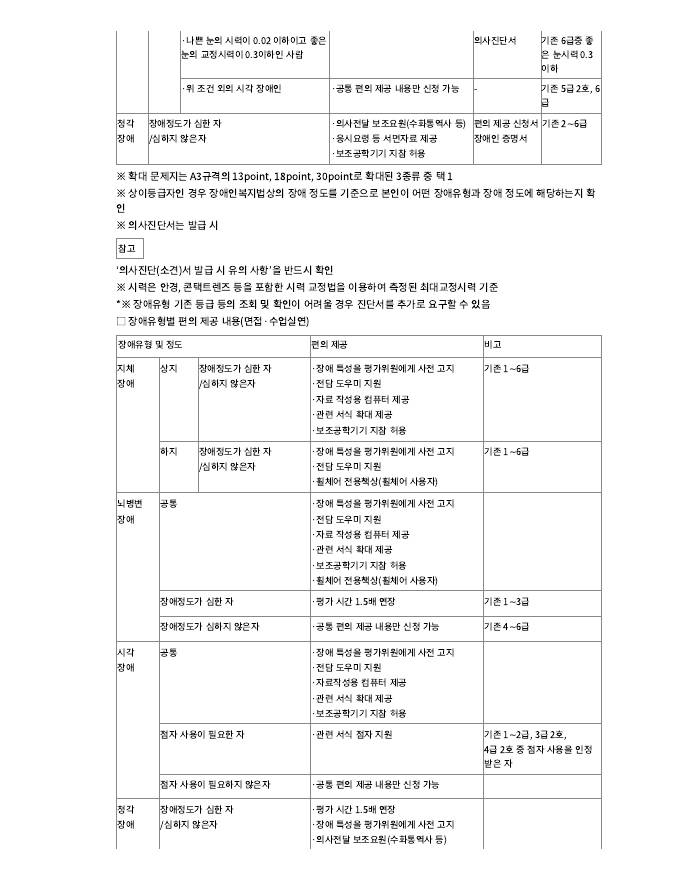 ·나쁜 눈의 시력이 0.02 이하이고 좋은 눈의 교정시력이 0.3이하인 사람
의사진단서
기존 6급중 좋은 눈시력 0.3 이하
·위 조건 외의 시각 장애인
·공통 편의 제공 내용만 신청 가능
-
기존 5급 2호, 6급
청각 장애
장애정도가 심한 자
/심하지 않은자
·의사전달 보조요원(수화통역사 등)
·응시요령 등 서면자료 제공
·보조공학기기 지참 허용
편의 제공 신청서
장애인 증명서
기존 2~6급
※ 확대 문제지는 A3규격의 13point, 18point, 30point로 확대된 3종류 중 택 1
※ 상이등급자인 경우 장애인복지법상의 장애 정도를 기준으로 본인이 어떤 장애유형과 장애 정도에 해당하는지 확
인
※ 의사진단서는 발급 시
참고
‘의사진단(소견)서 발급 시 유의 사항’을 반드시 확인
※ 시력은 안경, 콘택트렌즈 등을 포함한 시력 교정법을 이용하여 측정된 최대교정시력 기준
*※ 장애유형 기존 등급 등의 조회 및 확인이 어려울 경우 진단서를 추가로 요구할 수 있음
□ 장애유형별 편의 제공 내용(면접·수업실연)
장애유형 및 정도
편의 제공
비고
지체
장애
상지
장애정도가 심한 자
/심하지 않은자
·장애 특성을 평가위원에게 사전 고지
·전담 도우미 지원
·자료 작성용 컴퓨터 제공
·관련 서식 확대 제공
·보조공학기기 지참 허용
기존 1~6급
하지
장애정도가 심한 자
/심하지 않은자
·장애 특성을 평가위원에게 사전 고지
·전담 도우미 지원
·휠체어 전용책상(휠체어 사용자)
기존 1~6급
뇌병변
장애
공통
·장애 특성을 평가위원에게 사전 고지
·전담 도우미 지원
·자료 작성용 컴퓨터 제공
·관련 서식 확대 제공
·보조공학기기 지참 허용
·휠체어 전용책상(휠체어 사용자)
장애정도가 심한 자
·평가 시간 1.5배 연장
기존 1~3급
장애정도가 심하지 않은자
·공통 편의 제공 내용만 신청 가능
기존 4~6급
시각
장애
공통
·장애 특성을 평가위원에게 사전 고지
·전담 도우미 지원
·자료작성용 컴퓨터 제공
·관련 서식 확대 제공
·보조공학기기 지참 허용
점자 사용이 필요한 자
·관련 서식 점자 지원
기존 1~2급, 3급 2호,
4급 2호 중 점자 사용을 인정
받은 자
점자 사용이 필요하지 않은자
·공통 편의 제공 내용만 신청 가능
청각
장애
장애정도가 심한 자
/심하지 않은자
·평가 시간 1.5배 연장
·장애 특성을 평가위원에게 사전 고지
·의사전달 보조요원(수화통역사 등)